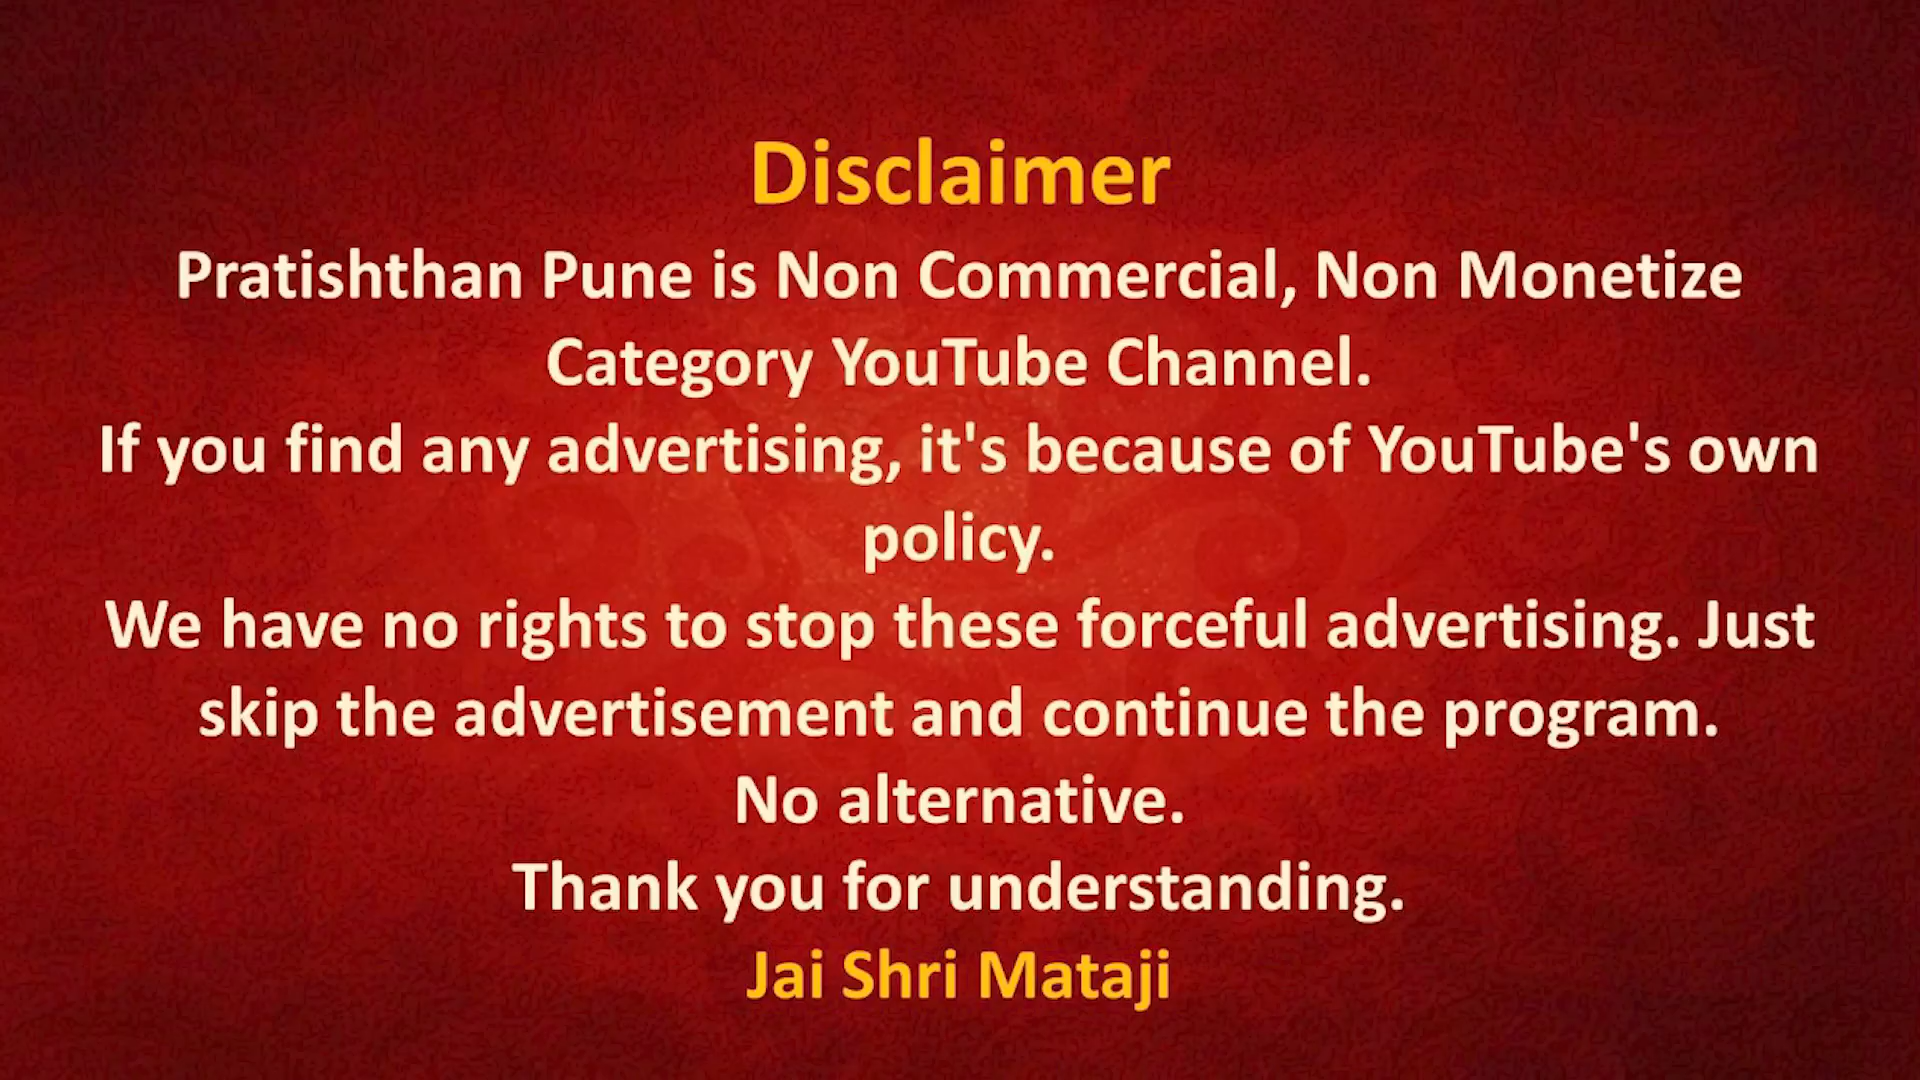 Disclaimer
Pratishthan Pune is Non Commercial, Non Monetize
Category YouTube Channel.
If you find any advertising, it's because of YouTube's own
policy.
We have no rights to stop these forceful advertising. Just
skip the advertisement and continue the program.
No alternative.
Thank you for understanding.
Jai Shri Mataji